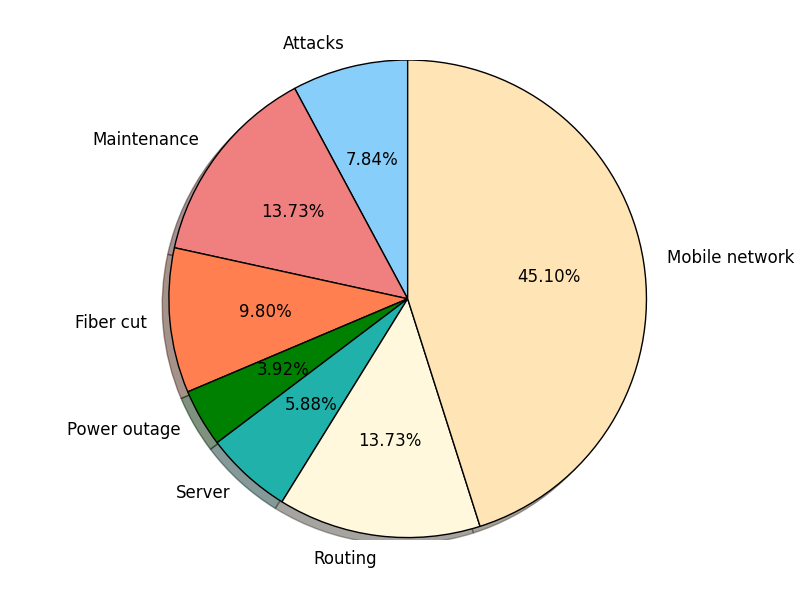 Attacks
Maintenance
7.84%
13.73%
Mobile network
45.10%
Fiber cut
9.80%
3.92%
5.88%
Power outage
13.73%
Server
Routing